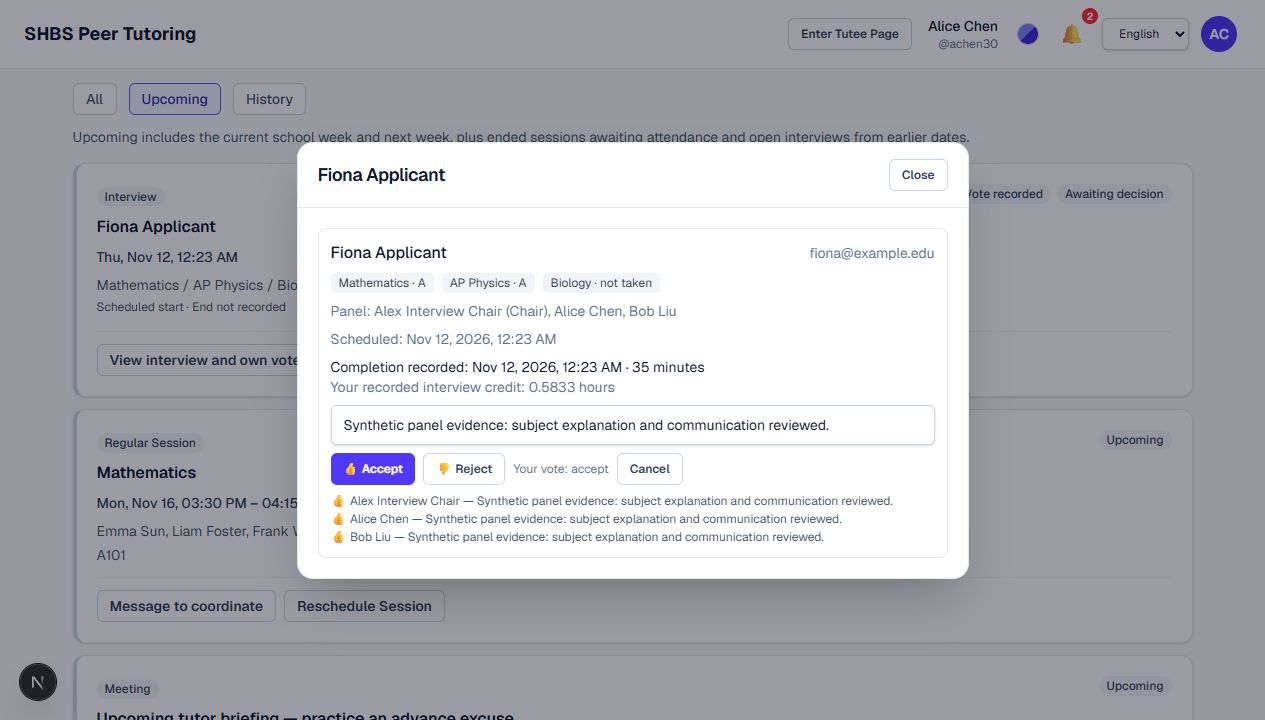 SHBS Peer Tutoring
Enter Tutee Page
Alice Chen
@achen30
2
English
AC
All
Upcoming
History
Upcoming includes the current school week and next week, plus ended sessions awaiting attendance and open interviews from earlier dates.
Interview
Vote recorded
Awaiting decision
Fiona Applicant
Thu, Nov 12, 12:23 AM
Mathematics / AP Physics / Bio
Scheduled start · End not recorded
View interview and own vote
Fiona Applicant
Close
Fiona Applicant
fiona@example.edu
Mathematics · A
AP Physics · A
Biology · not taken
Panel: Alex Interview Chair (Chair), Alice Chen, Bob Liu
Scheduled: Nov 12, 2026, 12:23 AM
Completion recorded: Nov 12, 2026, 12:23 AM · 35 minutes
Your recorded interview credit: 0.5833 hours
Synthetic panel evidence: subject explanation and communication reviewed.
👍 Accept
👎 Reject
Your vote: accept
Cancel
👍 Alex Interview Chair — Synthetic panel evidence: subject explanation and communication reviewed.
👍 Alice Chen — Synthetic panel evidence: subject explanation and communication reviewed.
👍 Bob Liu — Synthetic panel evidence: subject explanation and communication reviewed.
Regular Session
Upcoming
Mathematics
Mon, Nov 16, 03:30 PM – 04:15
Emma Sun, Liam Foster, Frank
A101
Message to coordinate
Reschedule Session
N
Meeting
Upcoming
Upcoming tutor briefing — practice an advance excuse